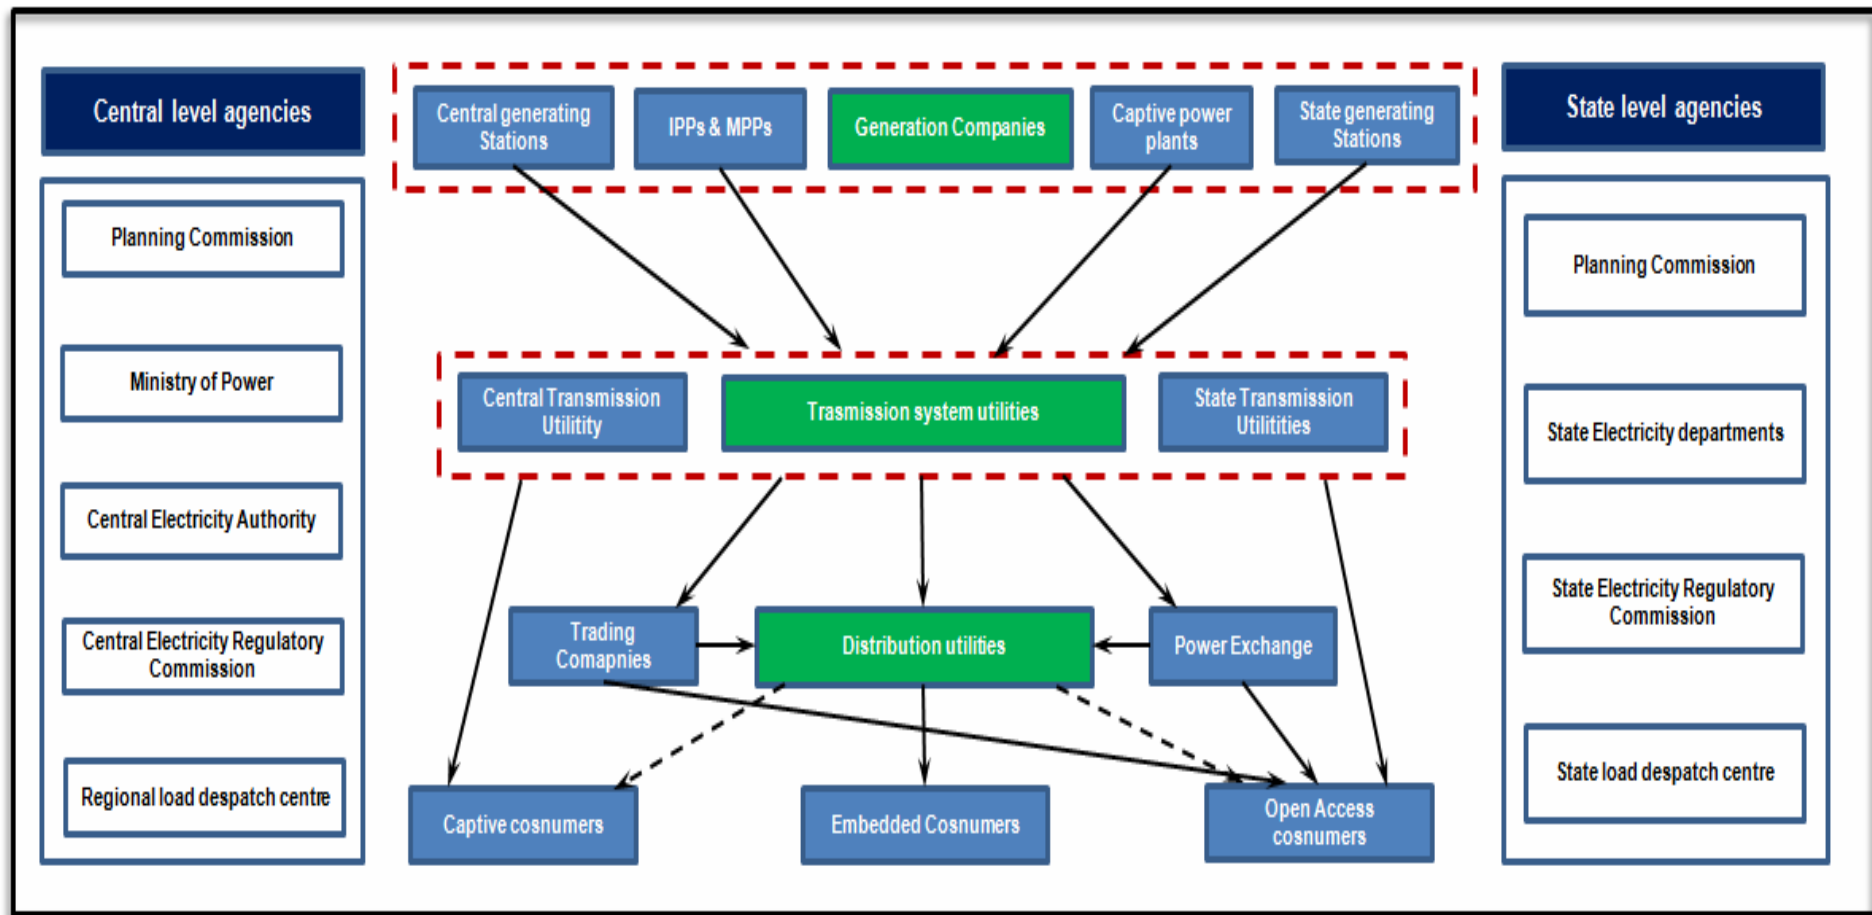 Central level agencies
Planning Commission
Ministry of Power
Central Electricity Authority
Central Electricity Regulatory
Commission
Regional load despatch centre
Central generating
Stations
IPPs & MPPs
Generation Companies
Captive power
plants
State generating
Stations
Central Transmission
Utilitity
Trasmission system utilities
State Transmission
Utilitities
Trading
Comapnies
Distribution utilities
Power Exchange
Captive cosnumers
Embedded Cosnumers
Open Access
cosnumers
State level agencies
Planning Commission
State Electricity departments
State Electricity Regulatory
Commission
State load despatch centre